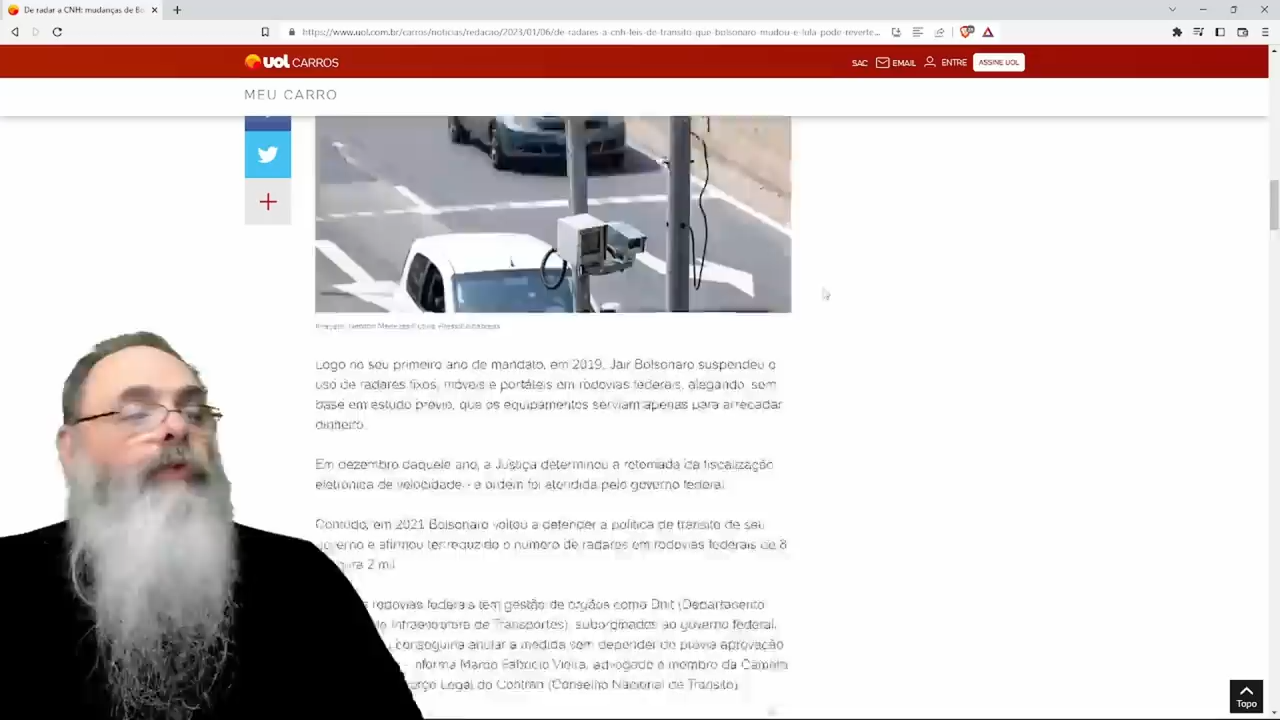 De radar a CNH: mudanças de Bo
https://www.uol.com.br/carros/noticias/redacao/2023/01/06/de-radares-a-cnh-leis-de-transito-que-bolsonaro-mudou-e-lula-pode-reverte...
UOL CARROS
SAC EMAIL ENTRE ASSINE UOL
MEU CARRO
Logo no seu primeiro ano de mandato, em 2019, Jair Bolsonaro suspendeu o
uso de radares fixos, móveis e portáteis em rodovias federais, alegando, sem
base em estudo prévio, que os equipamentos serviam apenas para arrecadar
dinheiro.
Em dezembro daquele ano, a Justiça determinou a retomada da fiscalização
eletrônica de velocidade - e ordem foi atendida pelo governo federal.
Contudo, em 2021 Bolsonaro voltou a defender a política de trânsito de seu
governo e afirmou ter reduzido o número de radares em rodovias federais de 8
2 mil
rodovias federais têm gestão de órgãos como Dnit (Departamento
Infraestrutura de Transportes), subordinados ao governo federal,
conseguiria anular a medida sem depender de prévia aprovação
Marco Fabrício Vieira, advogado e membro da Câmara
Legal do Contran (Conselho Nacional de Trânsito)
Topo